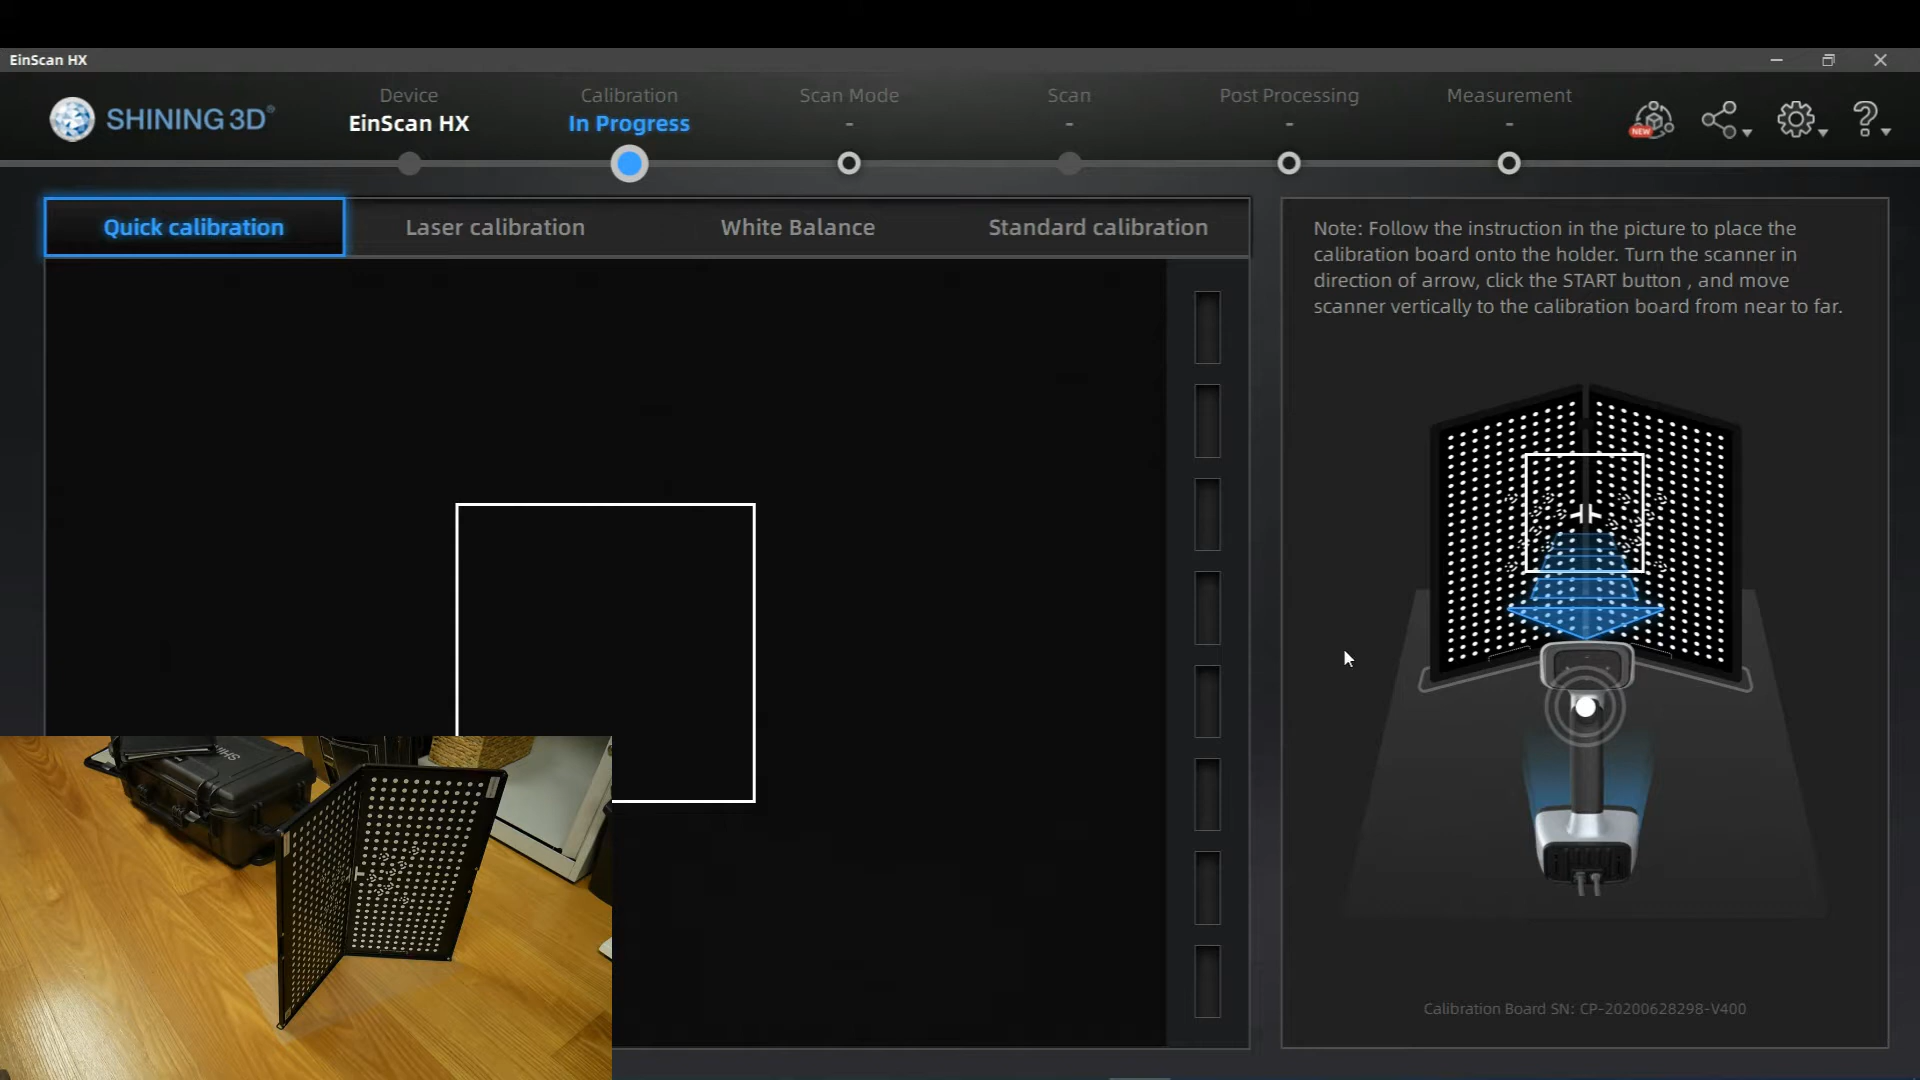 EinScan HX
SHINING 3D®
Device
EinScan HX
Calibration
In Progress
Scan Mode
-
Scan
-
Post Processing
-
Measurement
-
NEW
Quick calibration
Laser calibration
White Balance
Standard calibration
Note: Follow the instruction in the picture to place the
calibration board onto the holder. Turn the scanner in
direction of arrow, click the START button , and move
scanner vertically to the calibration board from near to far.
Calibration Board SN: CP-20200628298-V400